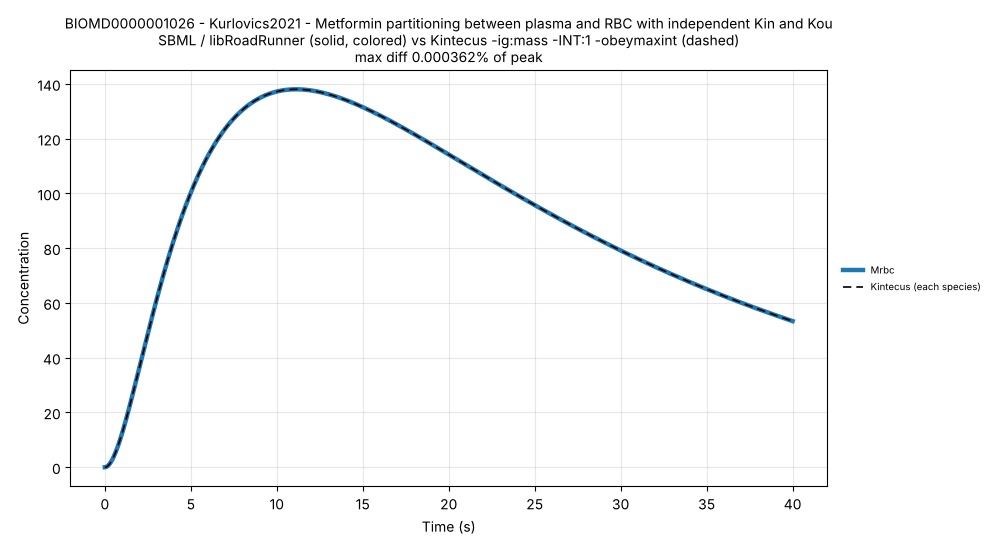 BIOMD0000001026 - Kurlovics2021 - Metformin partitioning between plasma and RBC with independent Kin and Kou
SBML / libRoadRunner (solid, colored) vs Kintecus -ig:mass -INT:1 -obeymaxint (dashed)
max diff 0.000362% of peak
140
120
100
80
60
40
20
0
Concentration
0 5 10 15 20 25 30 35 40
Time (s)
Mrbc
Kintecus (each species)